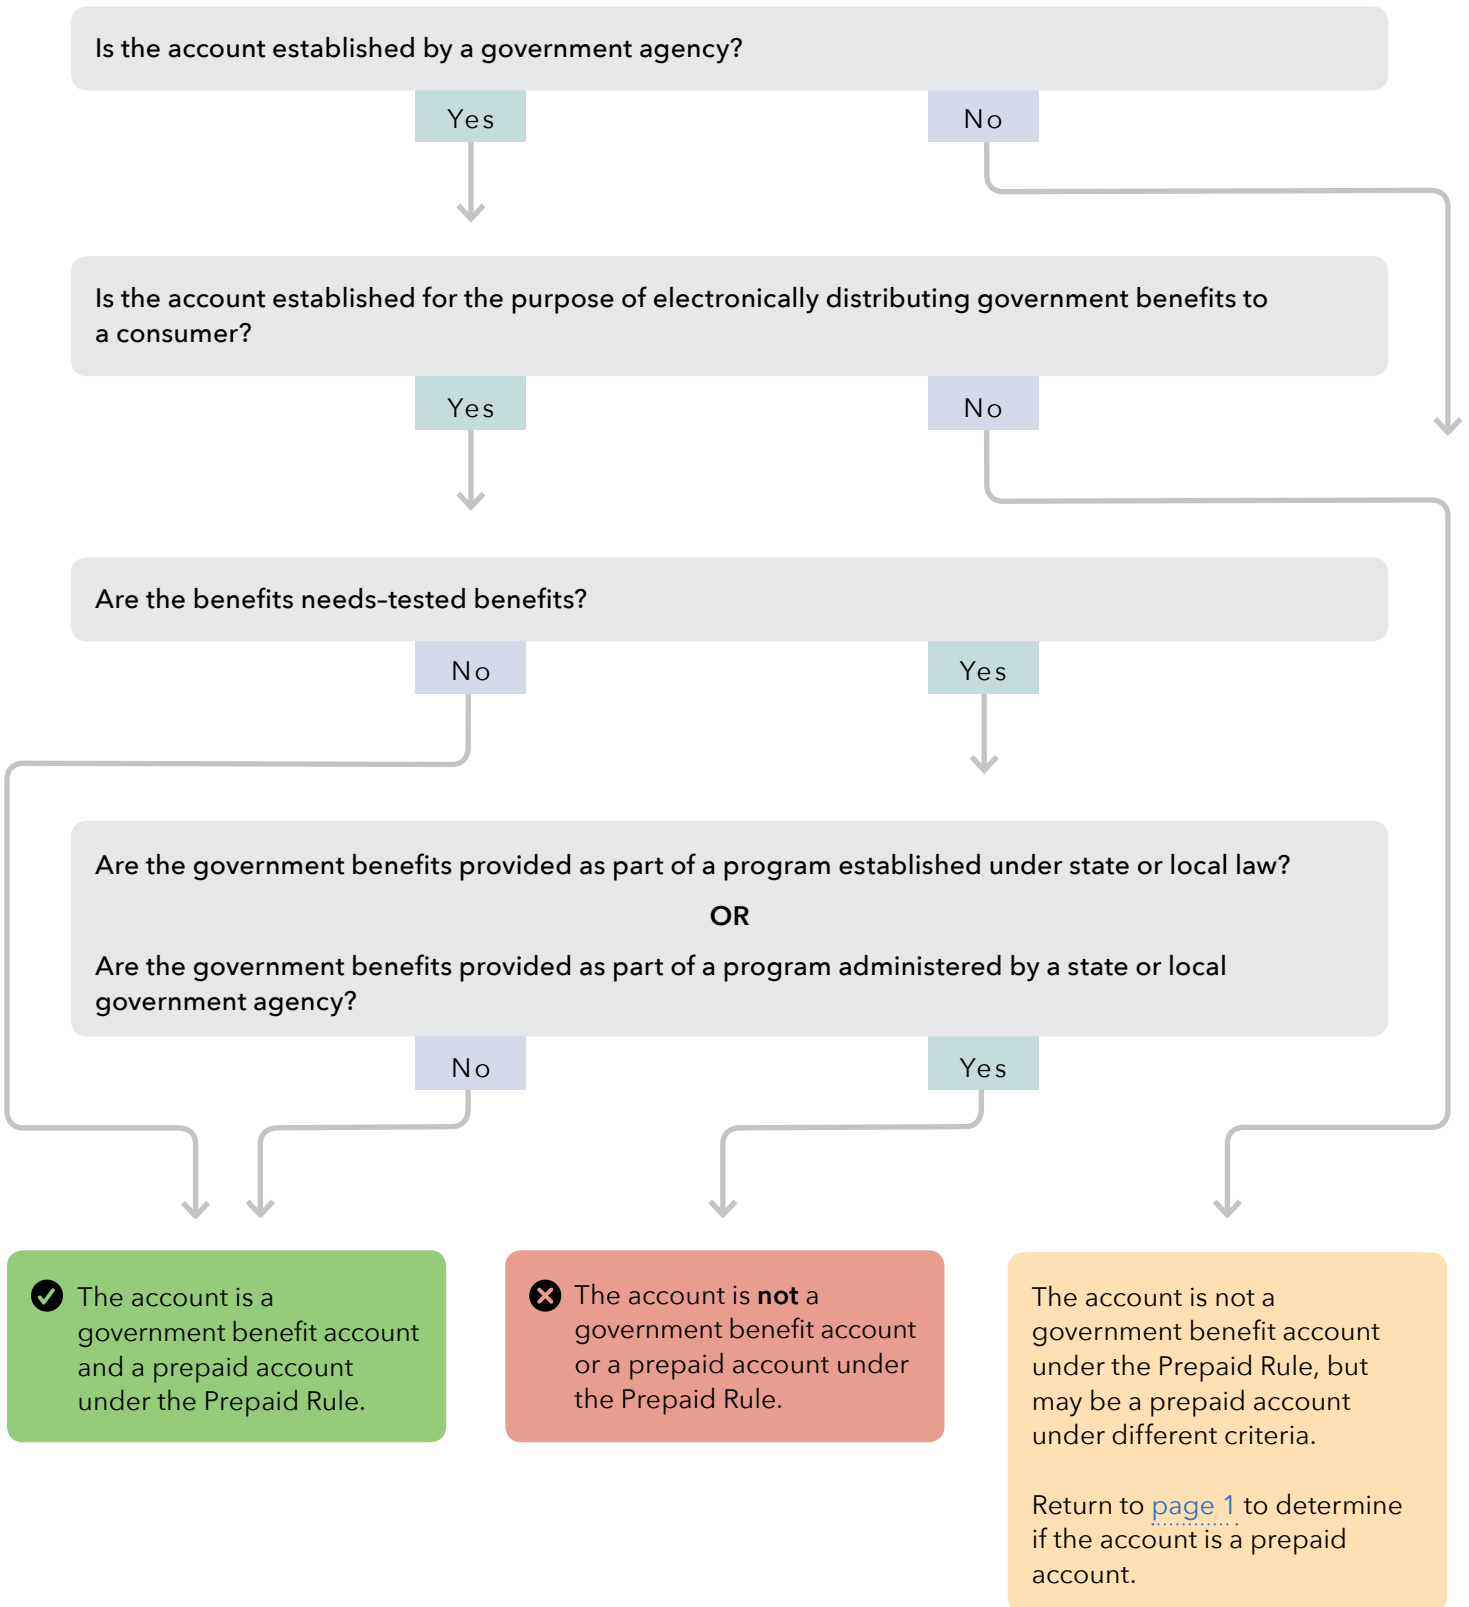 Is the account established by a government agency?
Yes
No
Is the account established for the purpose of electronically distributing government benefits to
a consumer?
Yes
No
Are the benefits needs–tested benefits?
No
Yes
Are the government benefits provided as part of a program established under state or local law?
OR
Are the government benefits provided as part of a program administered by a state or local
government agency?
No
Yes
The account is a
government benefit account
and a prepaid account
under the Prepaid Rule.
The account is not a
government benefit account
or a prepaid account under
the Prepaid Rule.
The account is not a
government benefit account
under the Prepaid Rule, but
may be a prepaid account
under different criteria.
Return to page 1 to determine
if the account is a prepaid
account.